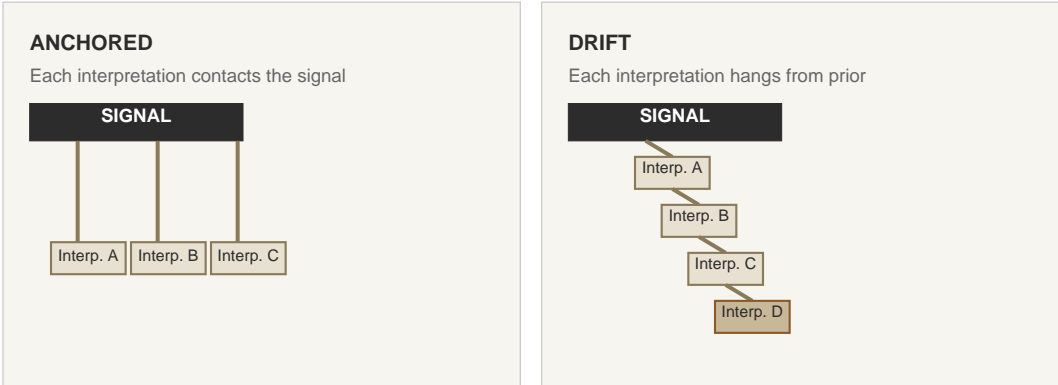 ANCHORED
Each interpretation contacts the signal
SIGNAL
Interp. A
Interp. B
Interp. C
DRIFT
Each interpretation hangs from prior
SIGNAL
Interp. A
Interp. B
Interp. C
Interp. D